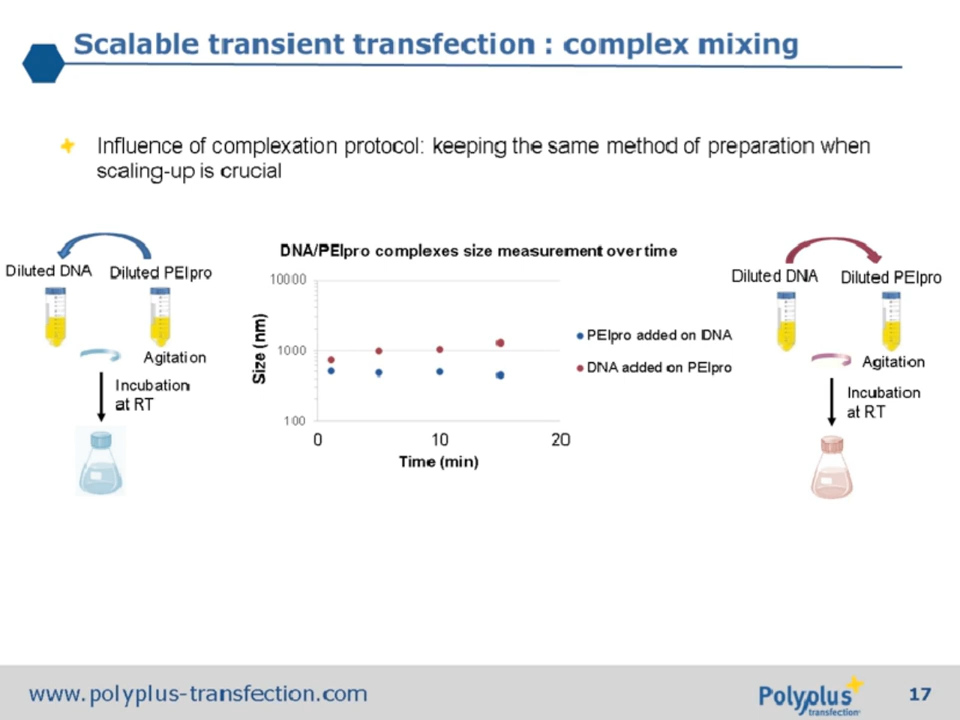 Scalable transient transfection : complex mixing
Influence of complexation protocol: keeping the same method of preparation when
scaling-up is crucial
Diluted DNA
Diluted PEIpro
Agitation
Incubation
at RT
DNA/PEIpro complexes size measurement over time
Size (nm)
10000
1000
100
0
10
20
Time (min)
PEIpro added on DNA
DNA added on PEIpro
Diluted DNA
Diluted PEIpro
Agitation
Incubation
at RT
www.polyplus-transfection.com
Polyplus
transfection
17